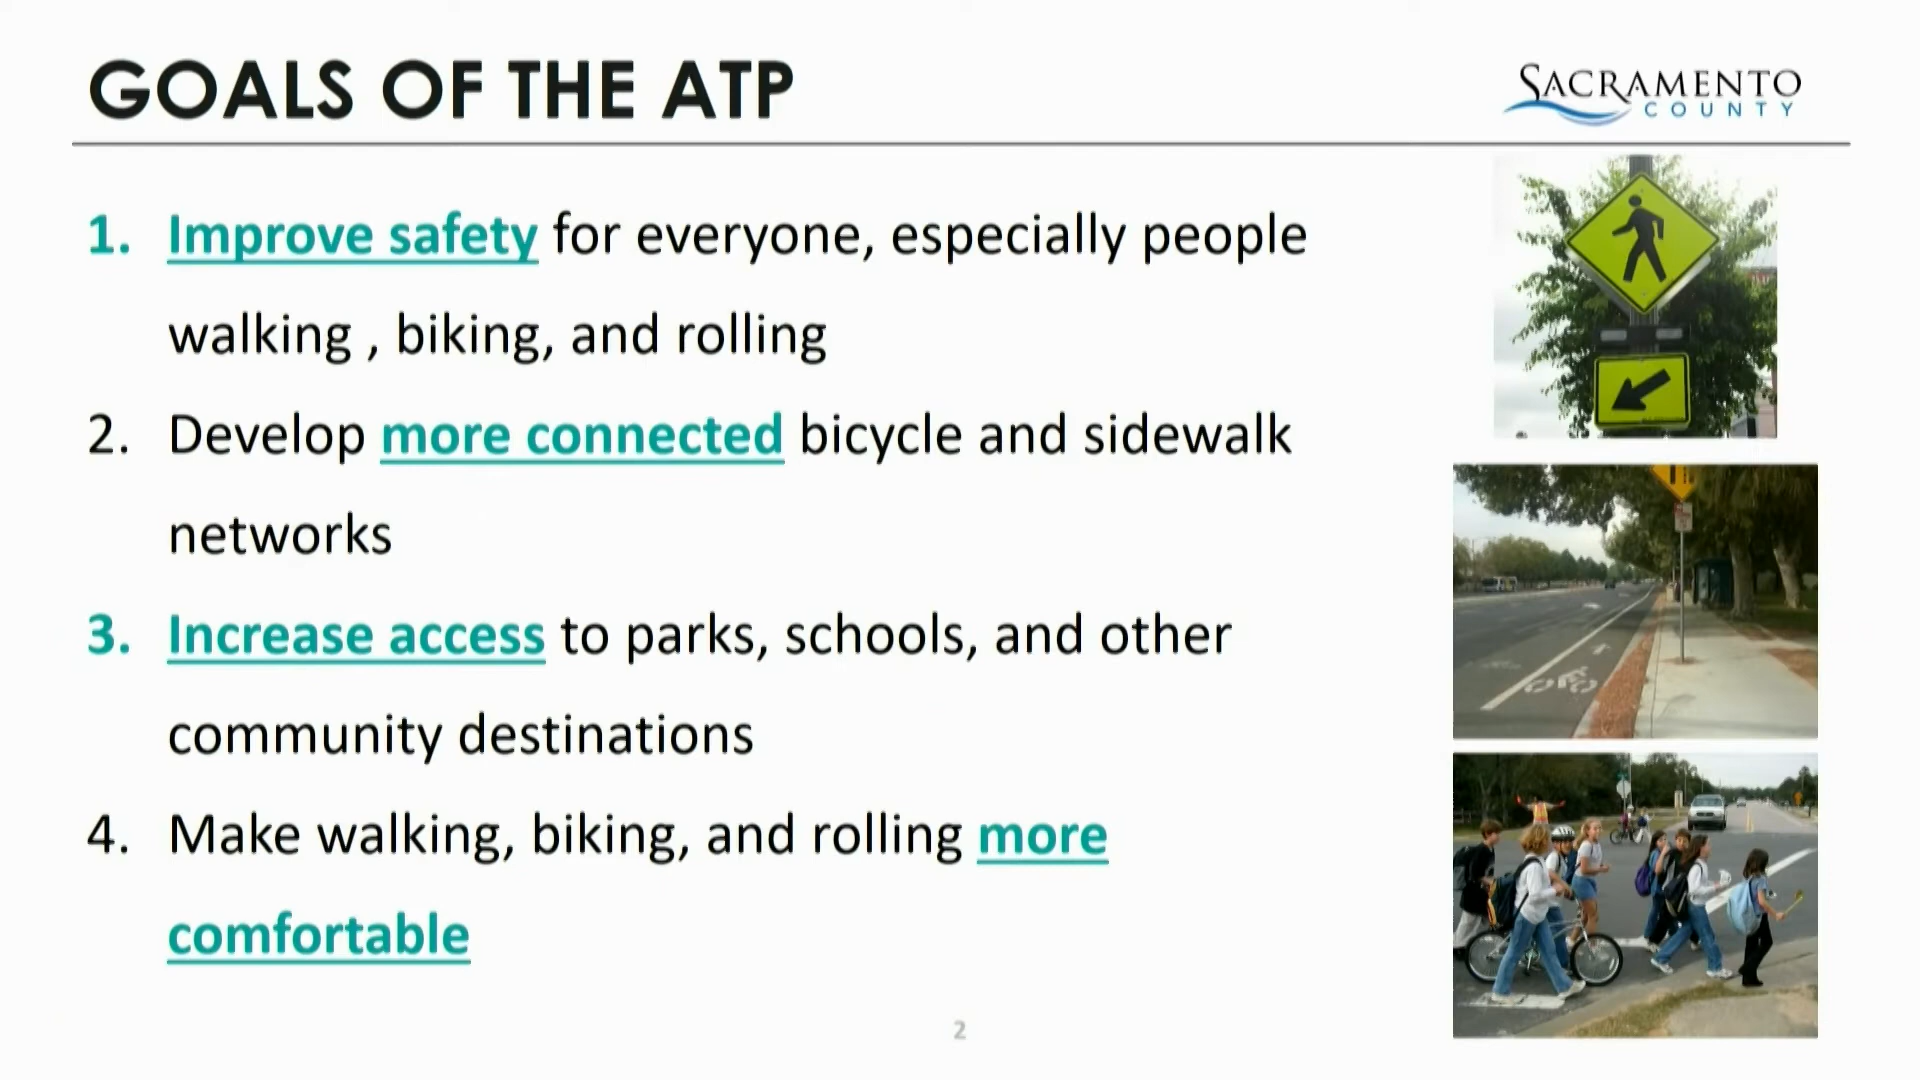 GOALS OF THE ATP
SACRAMENTO
COUNTY
1. Improve safety for everyone, especially people
walking , biking, and rolling
2. Develop more connected bicycle and sidewalk
networks
3. Increase access to parks, schools, and other
community destinations
4. Make walking, biking, and rolling more
comfortable
2